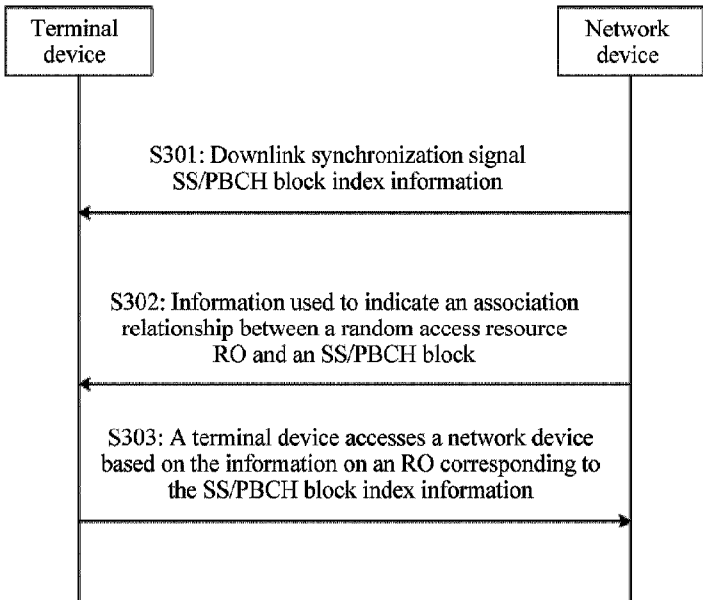 Terminal
device
Network
device
S301: Downlink synchronization signal
SS/PBCH block index information
S302: Information used to indicate an association
relationship between a random access resource
RO and an SS/PBCH block
S303: A terminal device accesses a network device
based on the information on an RO corresponding to
the SS/PBCH block index information